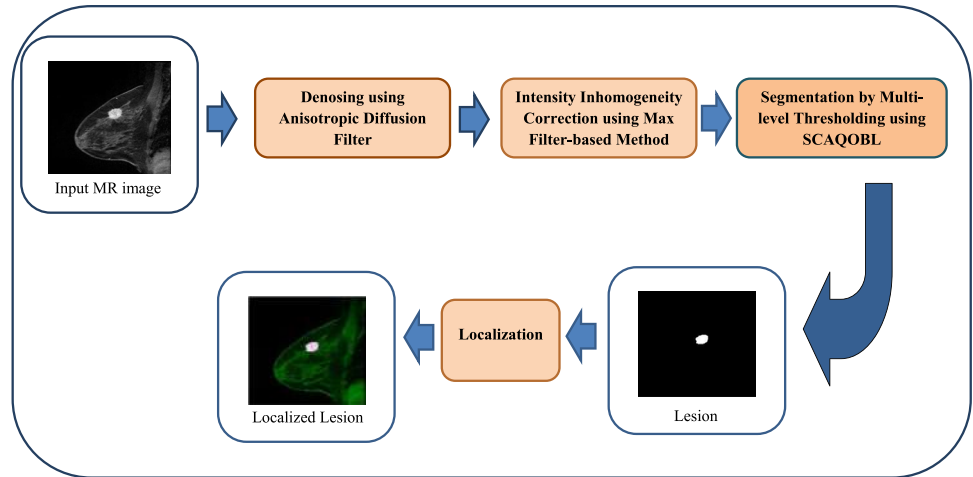 Input MR image
Denosing using
Anisotropic Diffusion
Filter
Intensity Inhomogeneity
Correction using Max
Filter-based Method
Segmentation by Multi-
level Thresholding using
SCAQOBL
Lesion
Localization
Localized Lesion